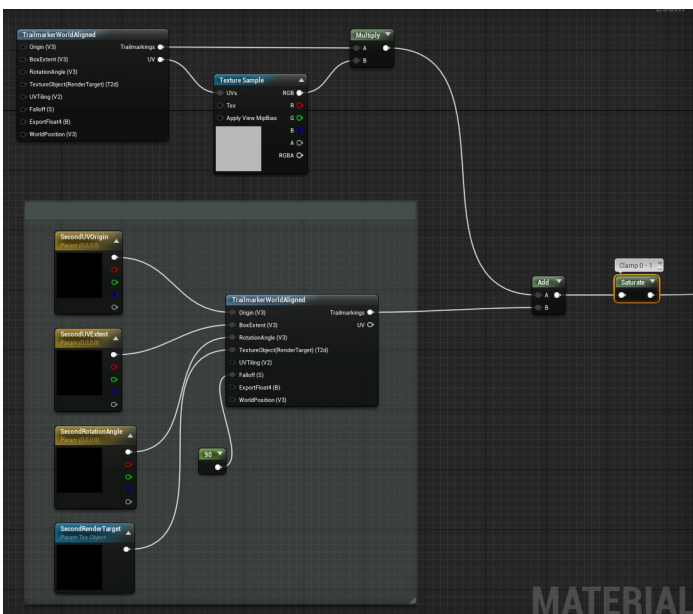 TrailmarkerWorldAligned
Origin (V3) Trailmarkings
BoxExtent (V3) UV
RotationAngle (V3)
TextureObject(RenderTarget) (T2d)
UVTiling (V2)
Falloff (S)
ExportFloat4 (B)
WorldPosition (V3)
Multiply
A
B
Texture Sample
UVs RGB
Tex R
Apply View MipBias G
B
A
RGBA
SecondUVOrigin
Param (0,0,0,0)
SecondUVExtent
Param (0,0,0,0)
SecondRotationAngle
Param (0,0,0,0)
SecondRenderTarget
Param Tex Object
TrailmarkerWorldAligned
Origin (V3) Trailmarkings
BoxExtent (V3) UV
RotationAngle (V3)
TextureObject(RenderTarget) (T2d)
UVTiling (V2)
Falloff (S)
ExportFloat4 (B)
WorldPosition (V3)
90
Add
A
B
Clamp 0 - 1
Saturate
MATERIAL